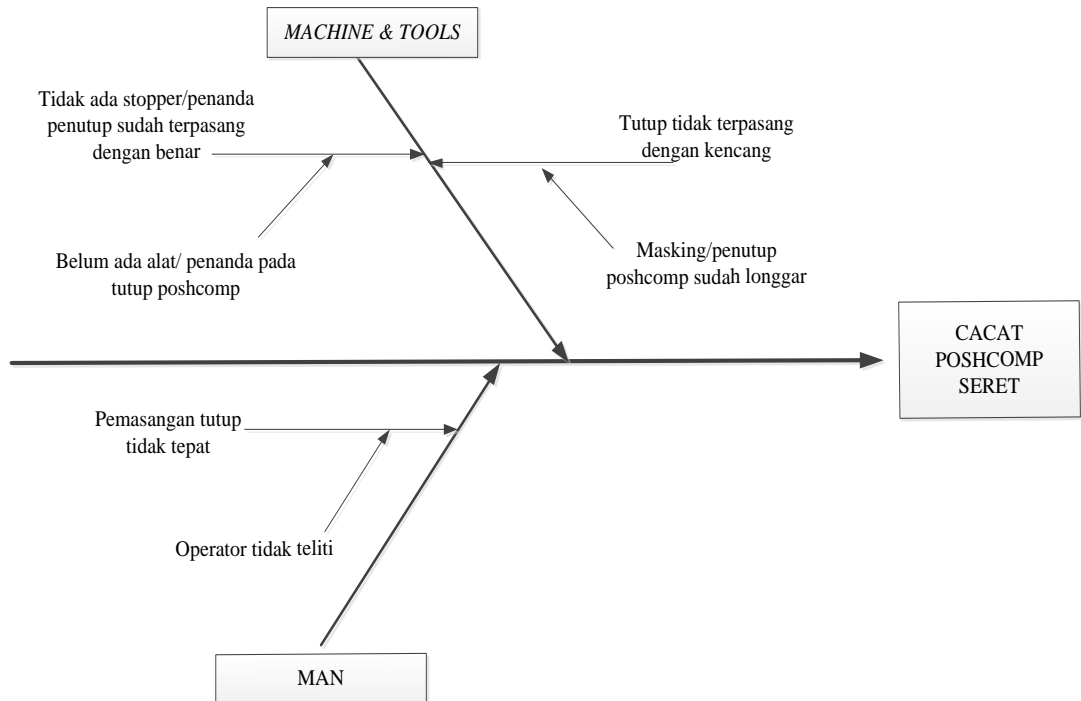 MACHINE & TOOLS
Tidak ada stopper/penanda
penutup sudah terpasang
dengan benar
Tutup tidak terpasang
dengan kencang
Belum ada alat/ penanda pada
tutup poshcomp
Masking/penutup
poshcomp sudah longgar
CACAT
POSHCOMP
SERET
Pemasangan tutup
tidak tepat
Operator tidak teliti
MAN